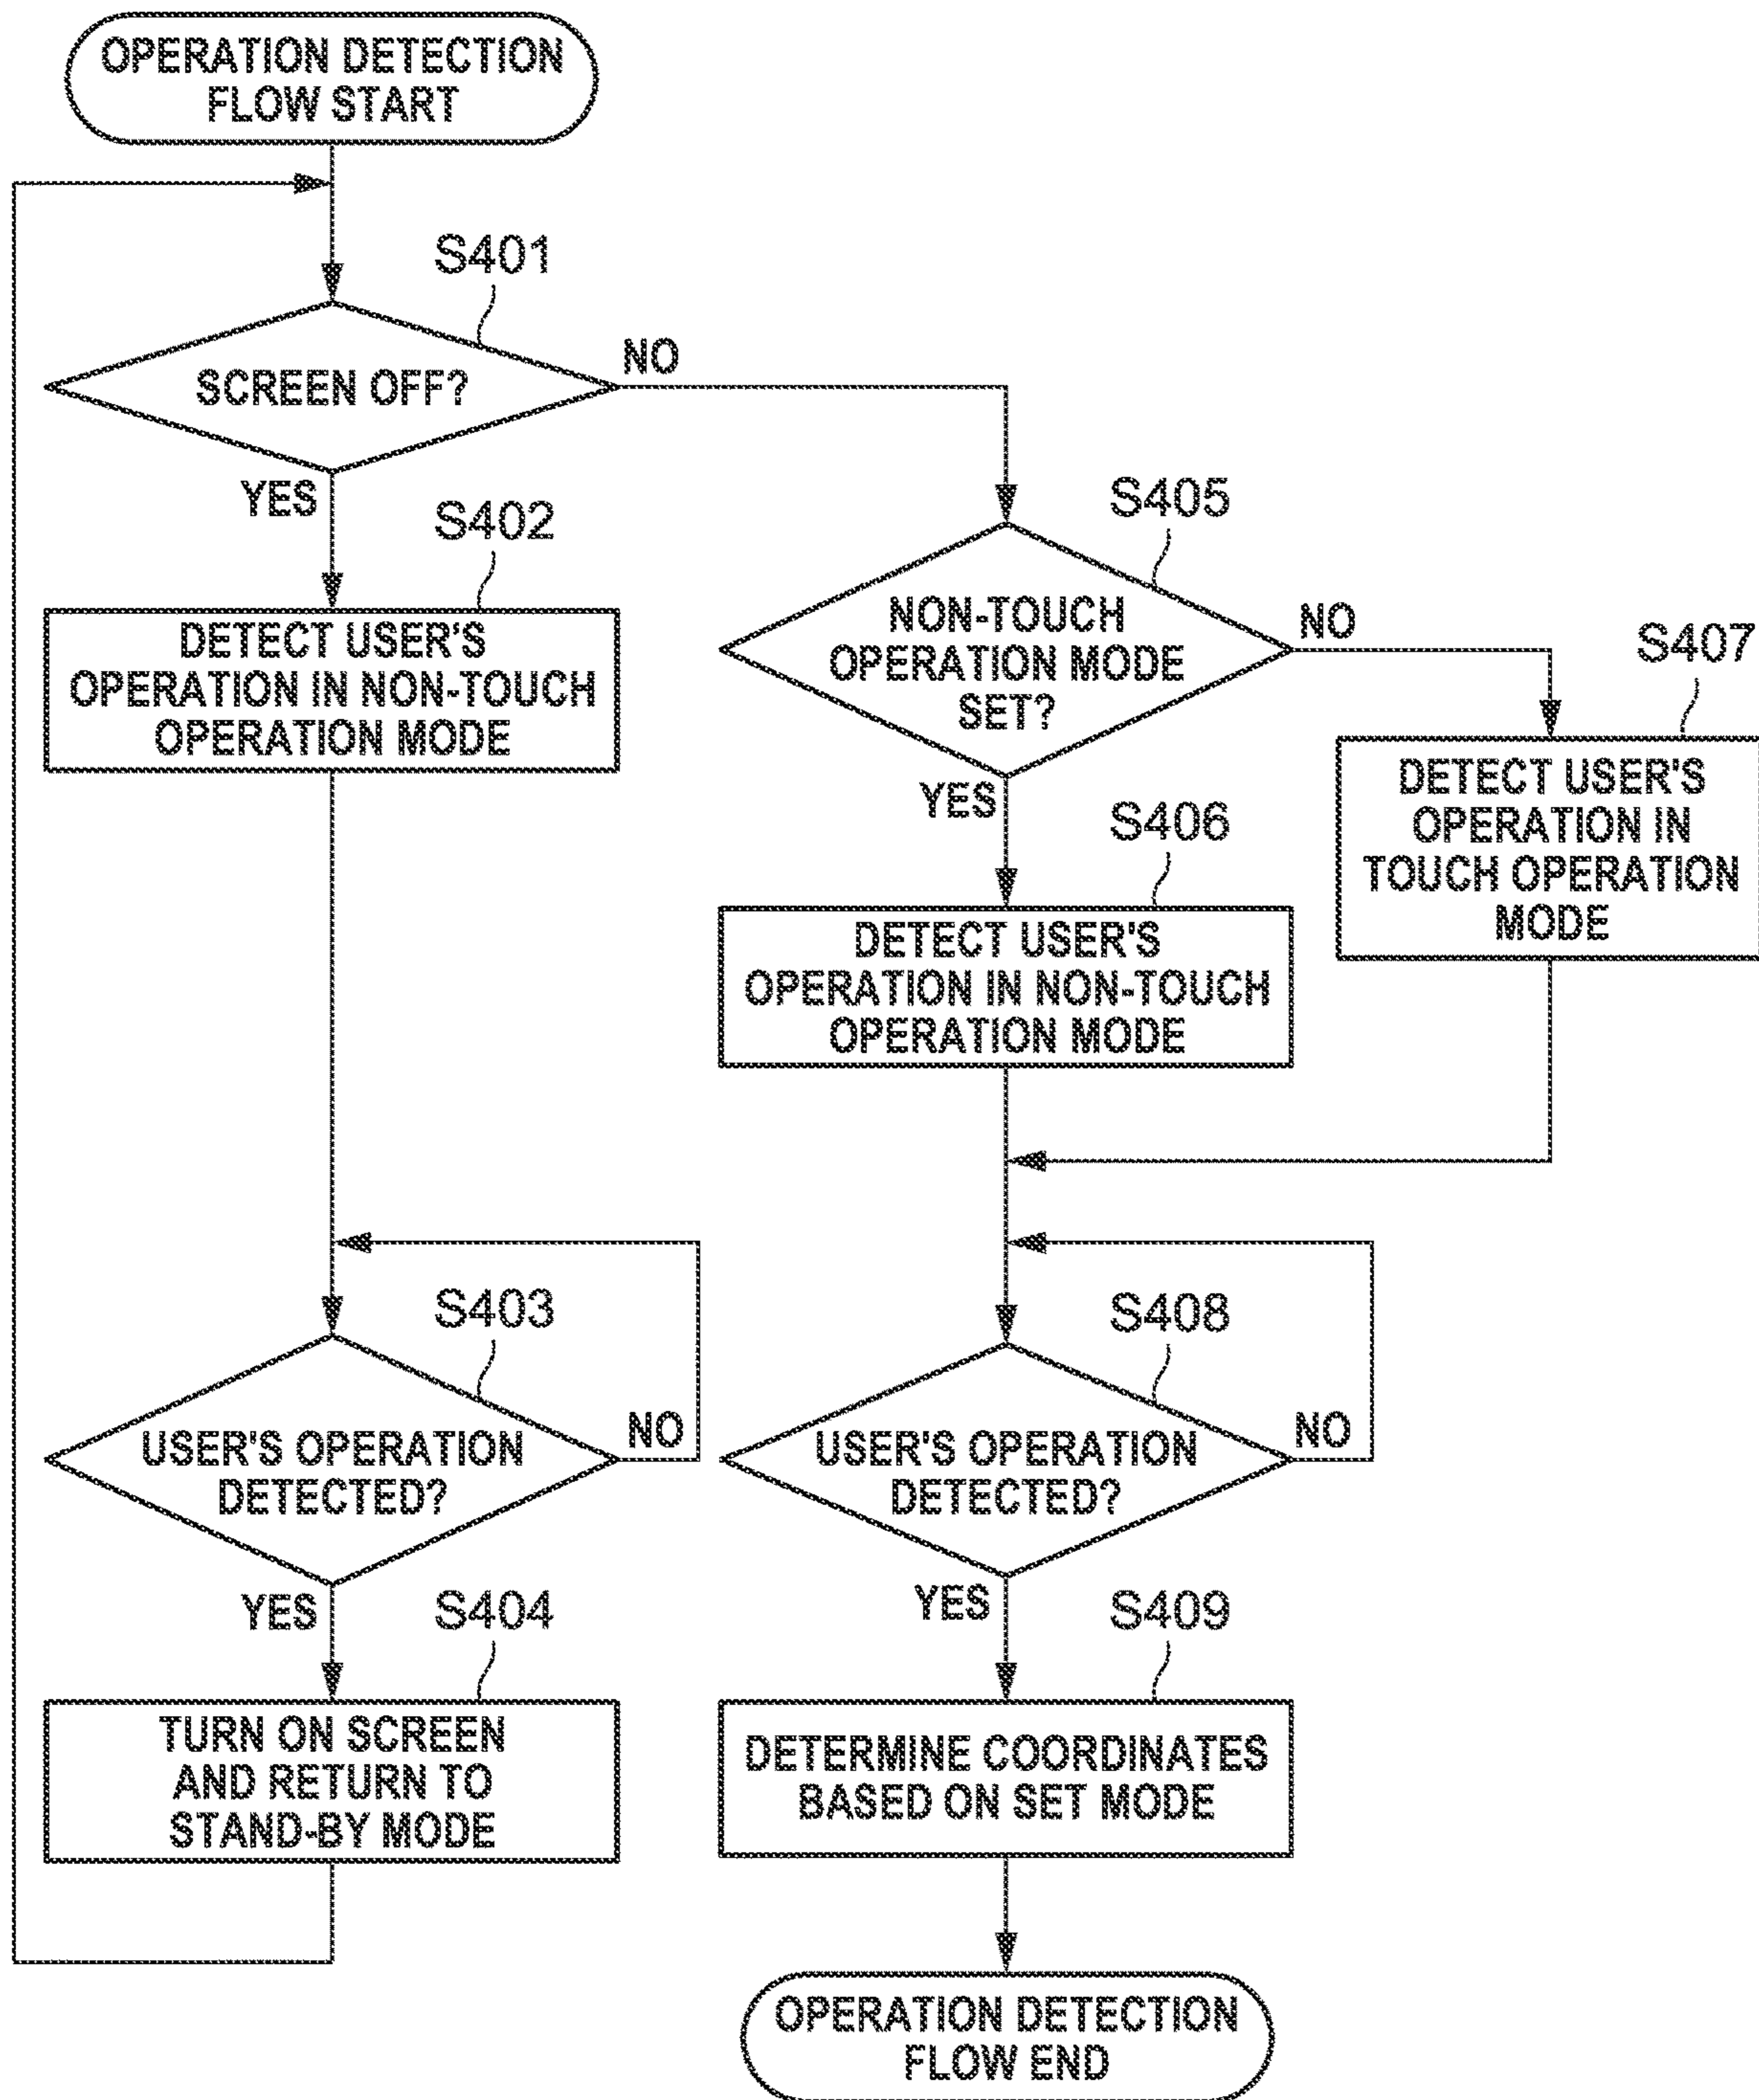 OPERATION DETECTION
FLOW START
S401
SCREEN OFF?
NO
YES
S402
DETECT USER'S
OPERATION IN NON-TOUCH
OPERATION MODE
S405
NON-TOUCH
OPERATION MODE
SET?
NO
YES
S407
DETECT USER'S
OPERATION IN
TOUCH OPERATION
MODE
S406
DETECT USER'S
OPERATION IN NON-TOUCH
OPERATION MODE
S403
USER'S OPERATION
DETECTED?
NO
YES
S404
TURN ON SCREEN
AND RETURN TO
STAND-BY MODE
S408
USER'S OPERATION
DETECTED?
NO
YES
S409
DETERMINE COORDINATES
BASED ON SET MODE
OPERATION DETECTION
FLOW END